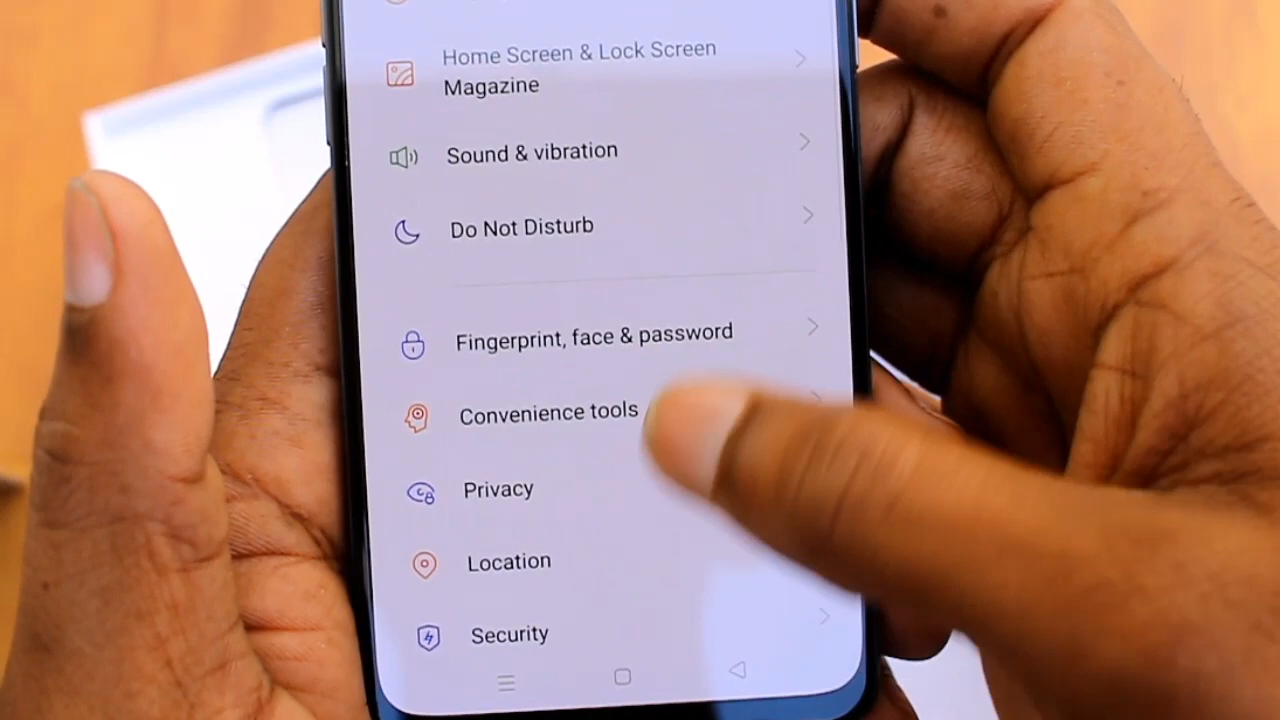 Home Screen & Lock Screen
Magazine
Sound & vibration
Do Not Disturb
Fingerprint, face & password
Convenience tools
Privacy
Location
Security